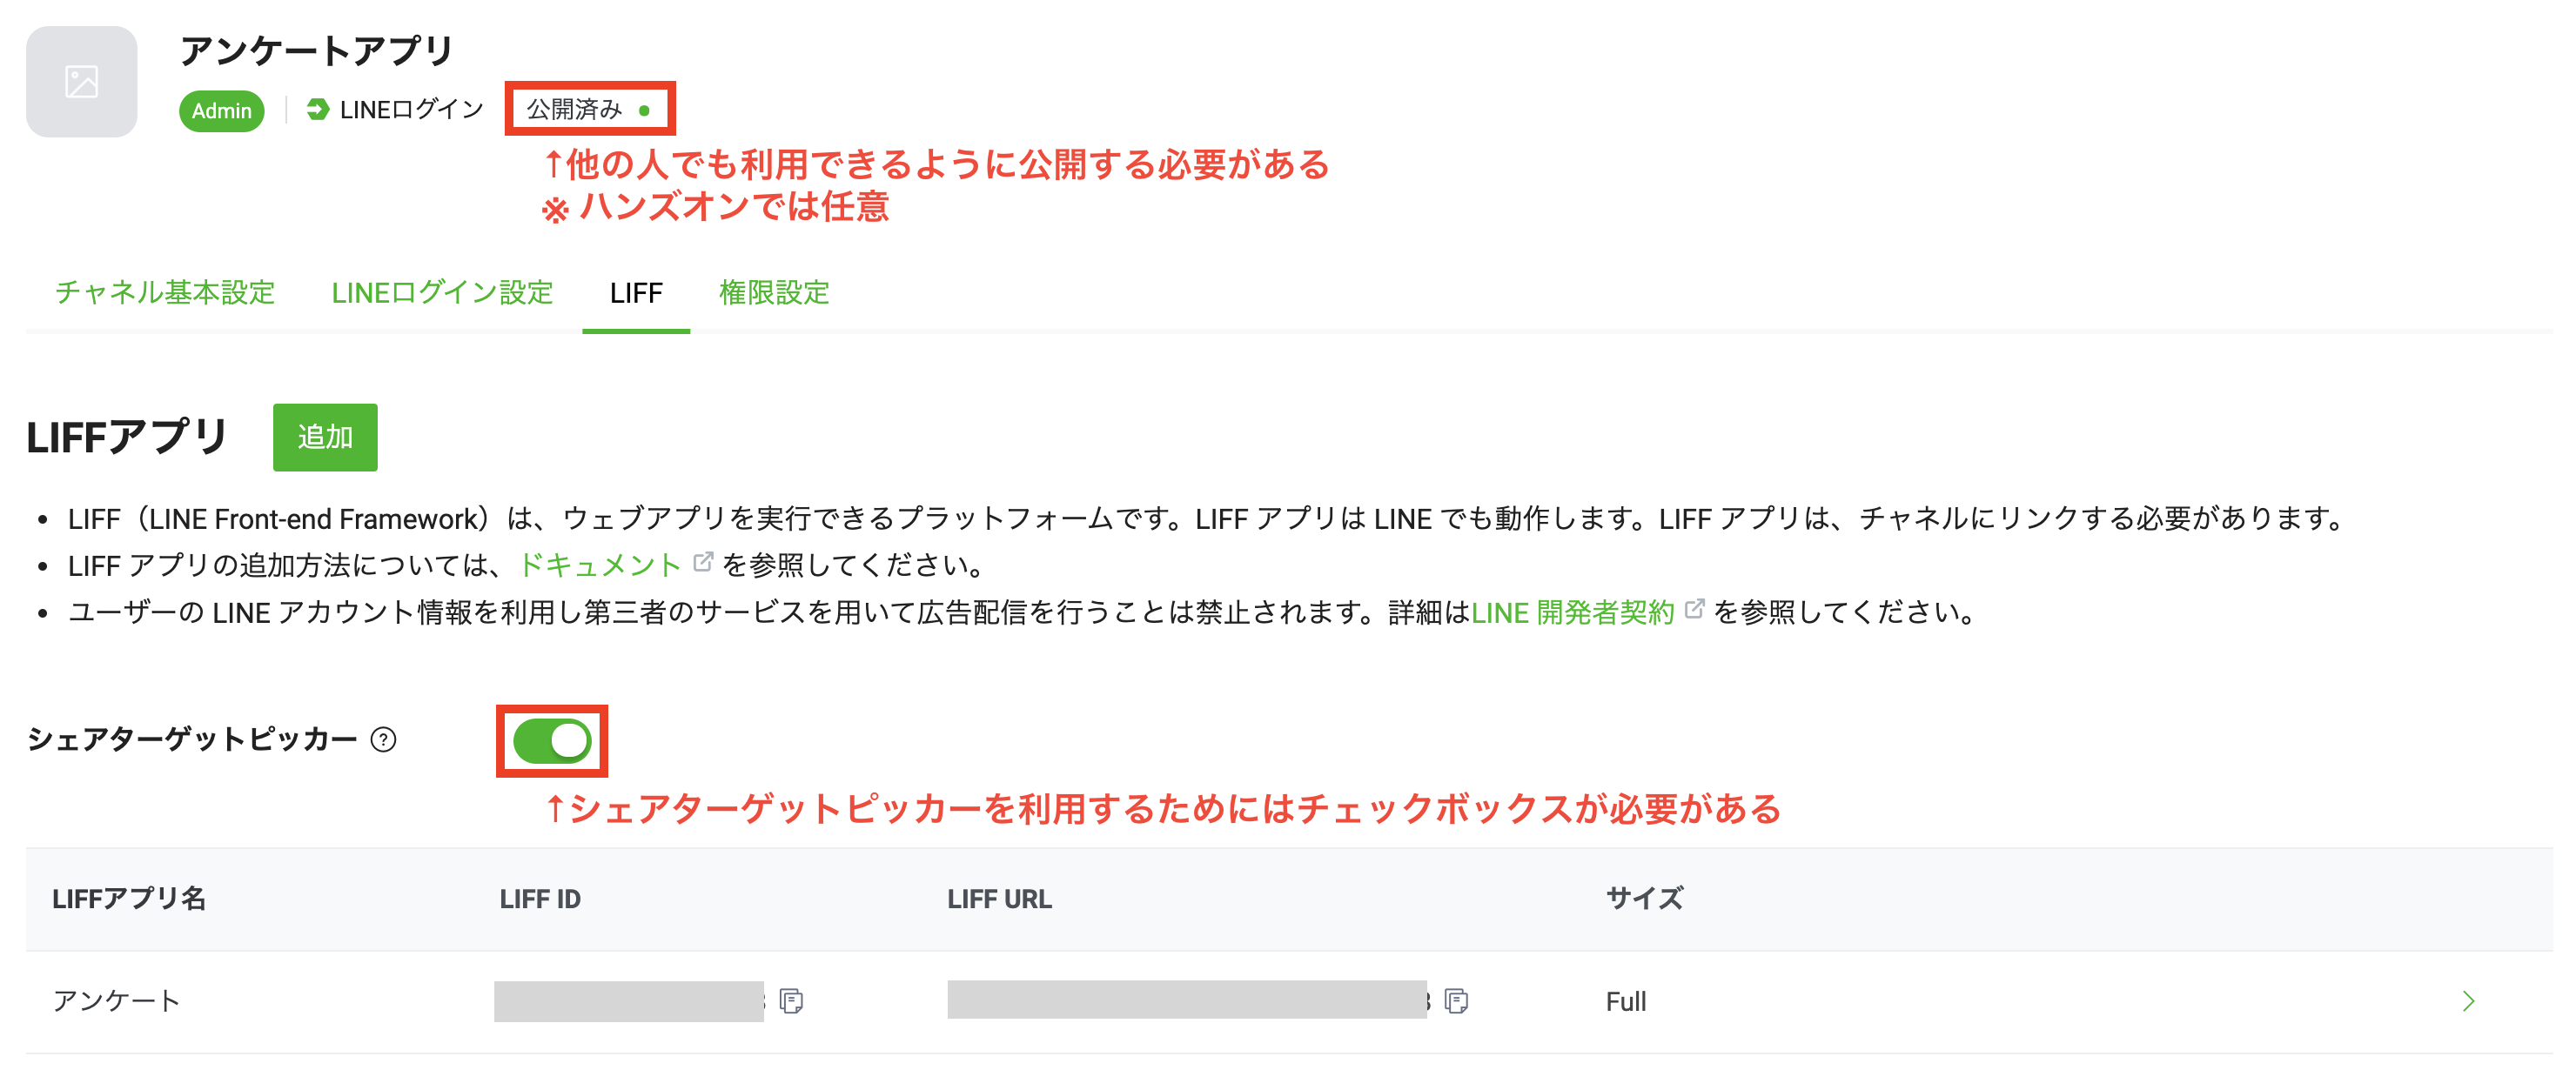 アンケートアプリ
Admin LINEログイン 公開済み
↑他の人でも利用できるように公開する必要がある
※ ハンズオンでは任意
チャネル基本設定 LINEログイン設定 LIFF 権限設定
LIFFアプリ 追加
• LIFF（LINE Front-end Framework）は、ウェブアプリを実行できるプラットフォームです。LIFF アプリは LINE でも動作します。LIFF アプリは、チャネルにリンクする必要があります。
• LIFF アプリの追加方法については、ドキュメント を参照してください。
• ユーザーの LINE アカウント情報を利用し第三者のサービスを用いて広告配信を行うことは禁止されます。詳細はLINE 開発者契約 を参照してください。
シェアターゲットピッカー ?
↑シェアターゲットピッカーを利用するためにはチェックボックスが必要がある
LIFFアプリ名 LIFF ID LIFF URL サイズ
アンケート Full